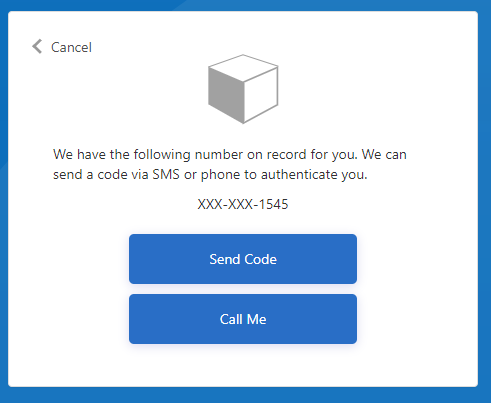 Cancel
We have the following number on record for you. We can
send a code via SMS or phone to authenticate you.
XXX-XXX-1545
Send Code
Call Me